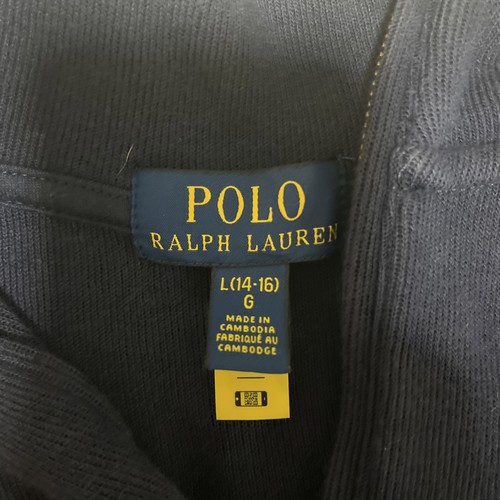 POLO
RALPH LAUREN
L(14-16)
G
MADE IN
CAMBODIA
FABRIQUÉ AU
CAMBODGE